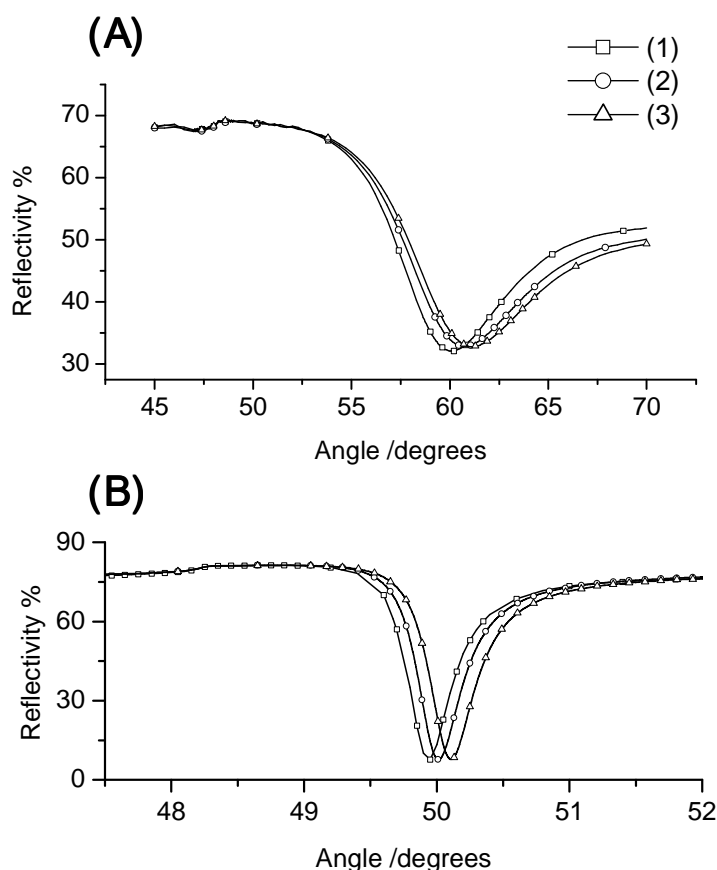 (A)
(1)
(2)
(3)
70
60
50
40
30
Reflectivity %
45 50 55 60 65 70
Angle /degrees
(B)
90
60
30
0
Reflectivity %
48 49 50 51 52
Angle /degrees